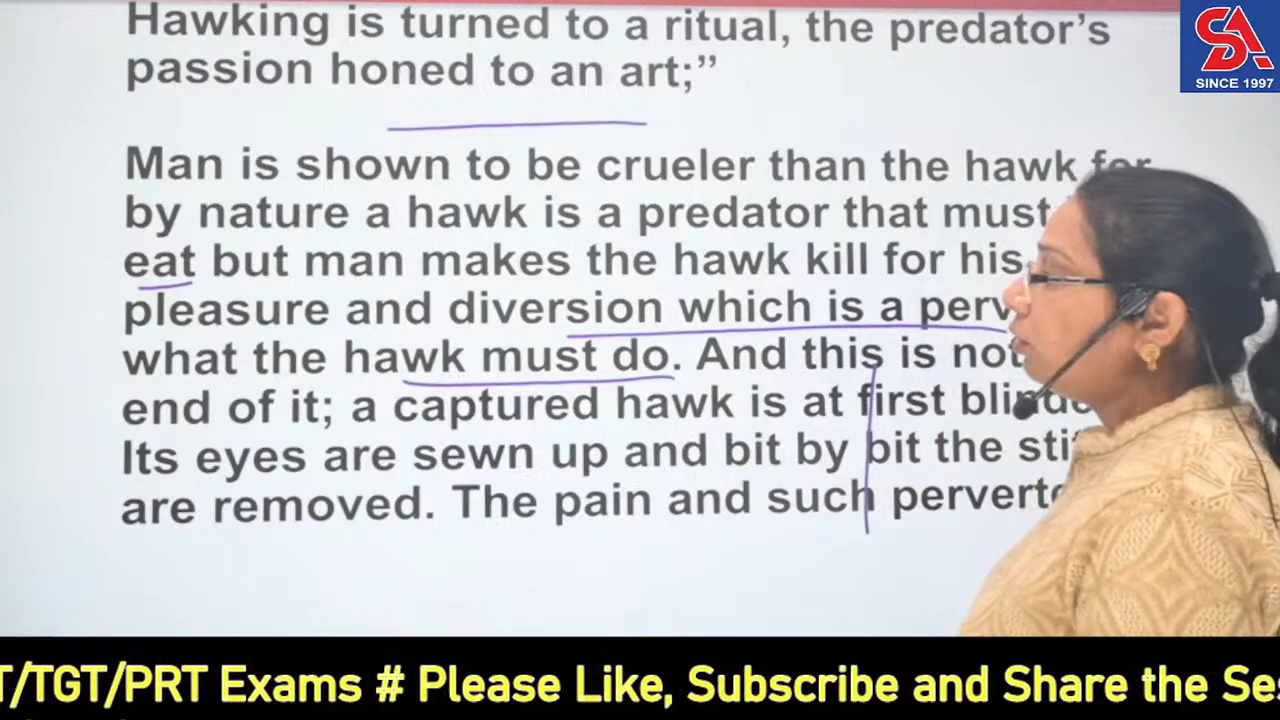 Hawking is turned to a ritual, the predator's
passion honed to an art;”
SA
SINCE 1997
Man is shown to be crueler than the hawk for
by nature a hawk is a predator that must
eat but man makes the hawk kill for his
pleasure and diversion which is a
what the hawk must do. And this is not
end of it; a captured hawk is at first
Its eyes are sewn up and bit by bit the
are removed. The pain and such
T/TGT/PRT Exams # Please Like, Subscribe and Share the Se